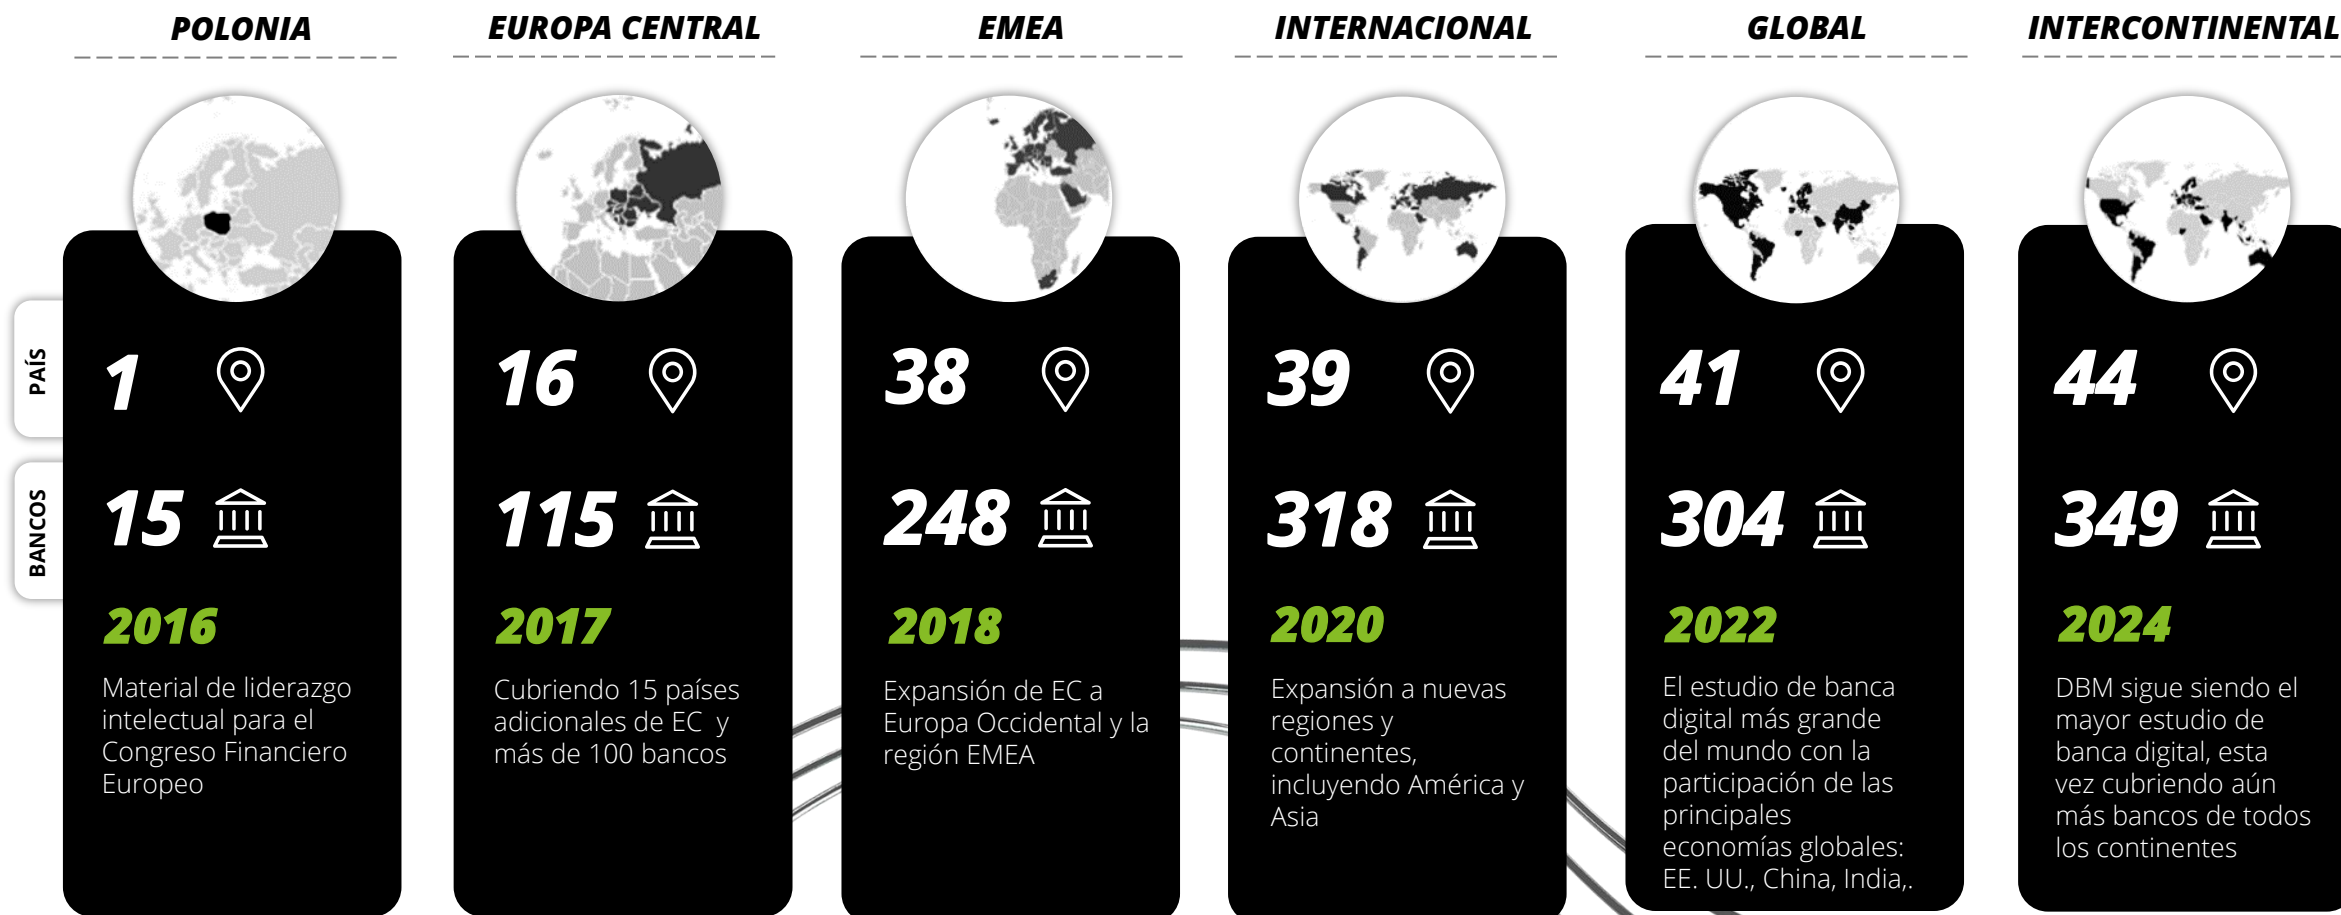 POLONIA
EUROPA CENTRAL
EMEA
INTERNACIONAL
GLOBAL
INTERCONTINENTAL
PAÍS
1
16
38
39
41
44
BANCOS
15
115
248
318
304
349
2016
Material de liderazgo
intelectual para el
Congreso Financiero
Europeo
2017
Cubriendo 15 países
adicionales de EC y
más de 100 bancos
2018
Expansión de EC a
Europa Occidental y la
región EMEA
2020
Expansión a nuevas
regiones y
continentes,
incluyendo América y
Asia
2022
El estudio de banca
digital más grande
del mundo con la
participación de las
principales
economías globales:
EE. UU., China, India,.
2024
DBM sigue siendo el
mayor estudio de
banca digital, esta
vez cubriendo aún
más bancos de todos
los continentes